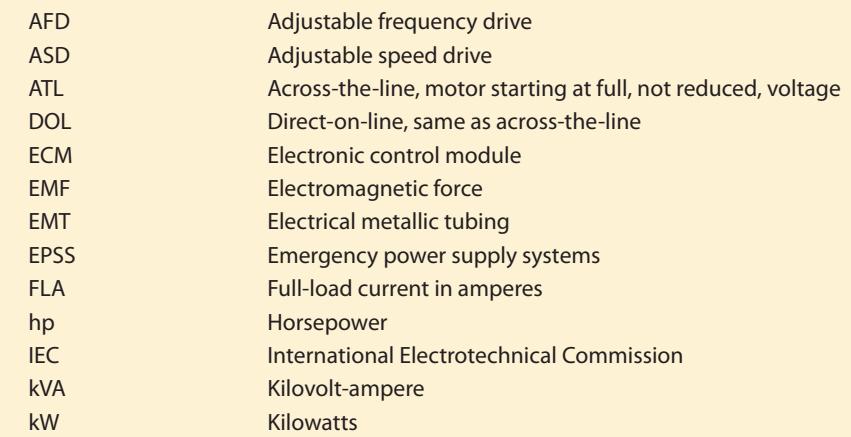 AFD Adjustable frequency drive
ASD Adjustable speed drive
ATL Across-the-line, motor starting at full, not reduced, voltage
DOL Direct-on-line, same as across-the-line
ECM Electronic control module
EMF Electromagnetic force
EMT Electrical metallic tubing
EPSS Emergency power supply systems
FLA Full-load current in amperes
hp Horsepower
IEC International Electrotechnical Commission
kVA Kilovolt-ampere
kW Kilowatts